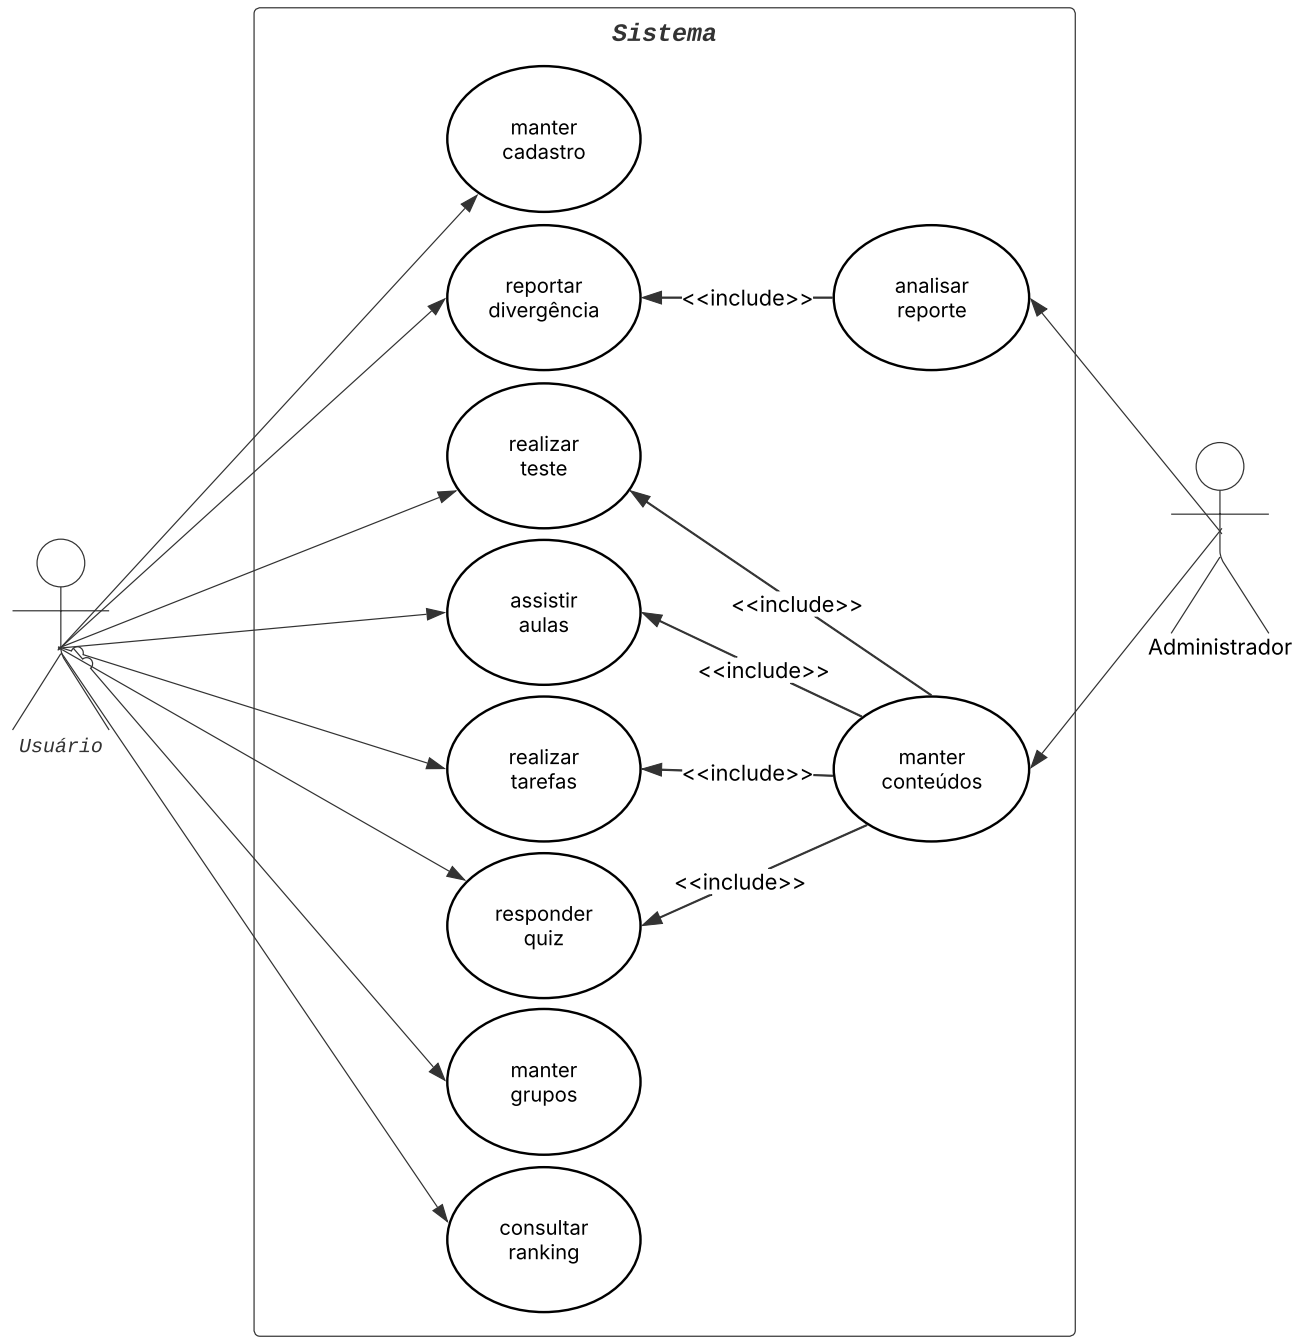 Sistema
manter
cadastro
reportar
divergência
<<include>>
analisar
reporte
realizar
teste
<<include>>
assistir
aulas
<<include>>
Administrador
Usuário
realizar
tarefas
<<include>>
manter
conteúdos
<<include>>
responder
quiz
manter
grupos
consultar
ranking